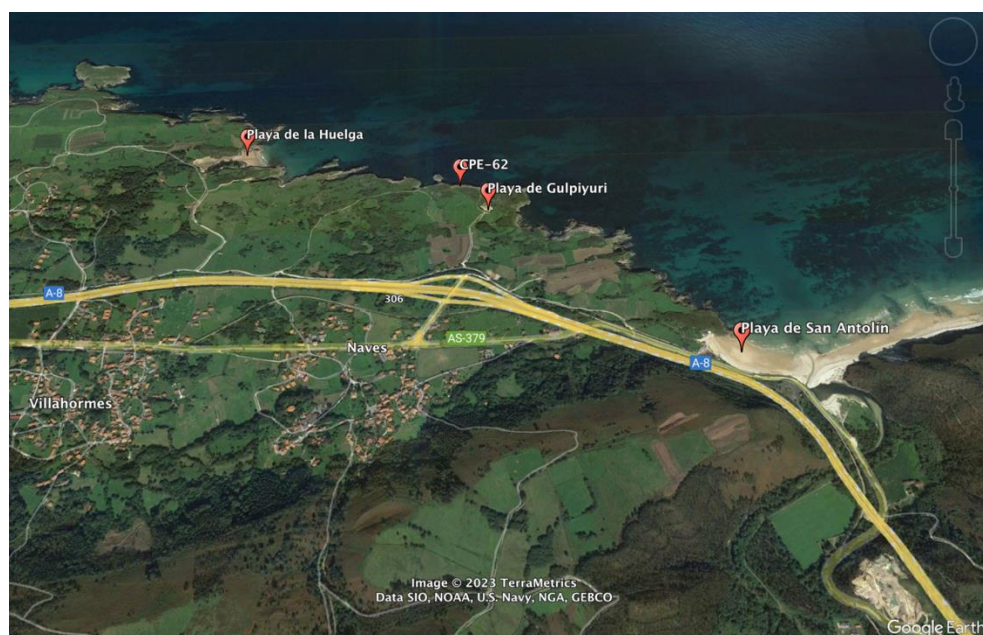 Playa de la Huelga
CPE-62
Playa de Gulpiyuri
A-8
306
Playa de San Antolín
AS-379
Naves
A-8
Villahormes
Image © 2023 TerraMetrics
Data SIO, NOAA, U.S. Navy, NGA, GEBCO
Google Earth